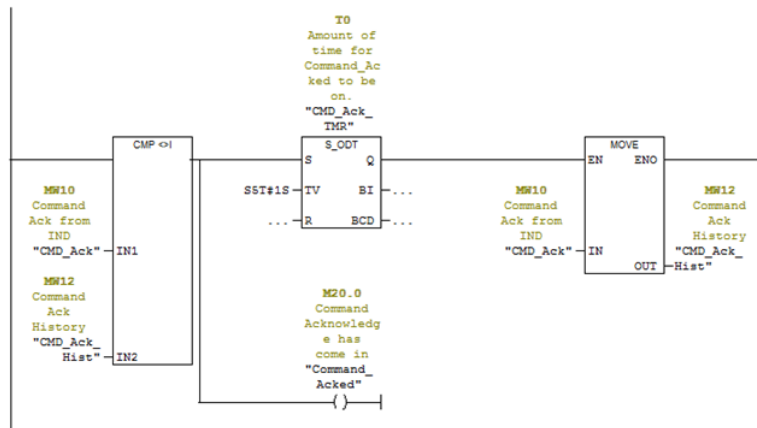 T0
Amount of
time for
Command_Ac
ked to be
on.
"CMD_Ack_
TMR"
CMP <>I
S_ODT
MOVE
S Q
EN ENO
MW10
Command
Ack from
IND
"CMD_Ack" IN1
S5T#1S TV BI ...
... R BCD ...
MW10
Command
Ack from
IND
"CMD_Ack" IN
MW12
Command
Ack
History
"CMD_Ack_
OUT Hist"
MW12
Command
Ack
History
"CMD_Ack_
Hist" IN2
M20.0
Command
Acknowledg
e has
come in
"Command_
Acked"
( )